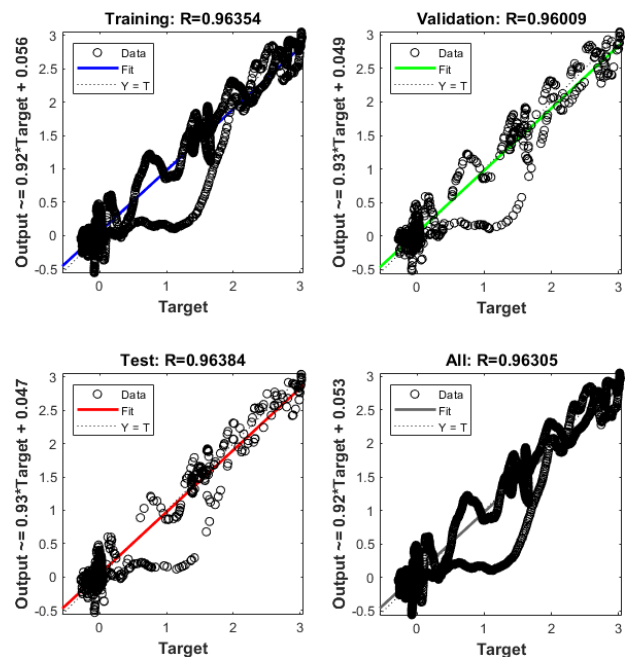 Training: R=0.96354
Output ~= 0.92*Target + 0.056
3
2.5
2
1.5
1
0.5
0
-0.5
Data
Fit
Y = T
0 1 2 3
Target
Validation: R=0.96009
Output ~= 0.93*Target + 0.049
3
2.5
2
1.5
1
0.5
0
-0.5
Data
Fit
Y = T
0 1 2 3
Target
Test: R=0.96384
Output ~= 0.93*Target + 0.047
3
2.5
2
1.5
1
0.5
0
-0.5
Data
Fit
Y = T
0 1 2 3
Target
All: R=0.96305
Output ~= 0.92*Target + 0.053
3
2.5
2
1.5
1
0.5
0
-0.5
Data
Fit
Y = T
0 1 2 3
Target